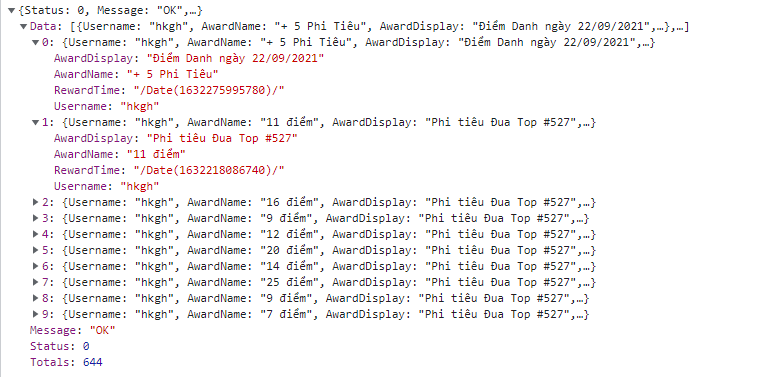 {Status: 0, Message: "OK",…}
Data: [{Username: "hkgh", AwardName: "+ 5 Phi Tiêu", AwardDisplay: "Điểm Danh ngày 22/09/2021",…},…]
0: {Username: "hkgh", AwardName: "+ 5 Phi Tiêu", AwardDisplay: "Điểm Danh ngày 22/09/2021",…}
AwardDisplay: "Điểm Danh ngày 22/09/2021"
AwardName: "+ 5 Phi Tiêu"
RewardTime: "/Date(1632275995780)/"
Username: "hkgh"
1: {Username: "hkgh", AwardName: "11 điểm", AwardDisplay: "Phi tiêu Đua Top #527",…}
AwardDisplay: "Phi tiêu Đua Top #527"
AwardName: "11 điểm"
RewardTime: "/Date(1632218086740)/"
Username: "hkgh"
2: {Username: "hkgh", AwardName: "16 điểm", AwardDisplay: "Phi tiêu Đua Top #527",…}
3: {Username: "hkgh", AwardName: "9 điểm", AwardDisplay: "Phi tiêu Đua Top #527",…}
4: {Username: "hkgh", AwardName: "12 điểm", AwardDisplay: "Phi tiêu Đua Top #527",…}
5: {Username: "hkgh", AwardName: "20 điểm", AwardDisplay: "Phi tiêu Đua Top #527",…}
6: {Username: "hkgh", AwardName: "14 điểm", AwardDisplay: "Phi tiêu Đua Top #527",…}
7: {Username: "hkgh", AwardName: "25 điểm", AwardDisplay: "Phi tiêu Đua Top #527",…}
8: {Username: "hkgh", AwardName: "9 điểm", AwardDisplay: "Phi tiêu Đua Top #527",…}
9: {Username: "hkgh", AwardName: "7 điểm", AwardDisplay: "Phi tiêu Đua Top #527",…}
Message: "OK"
Status: 0
Totals: 644